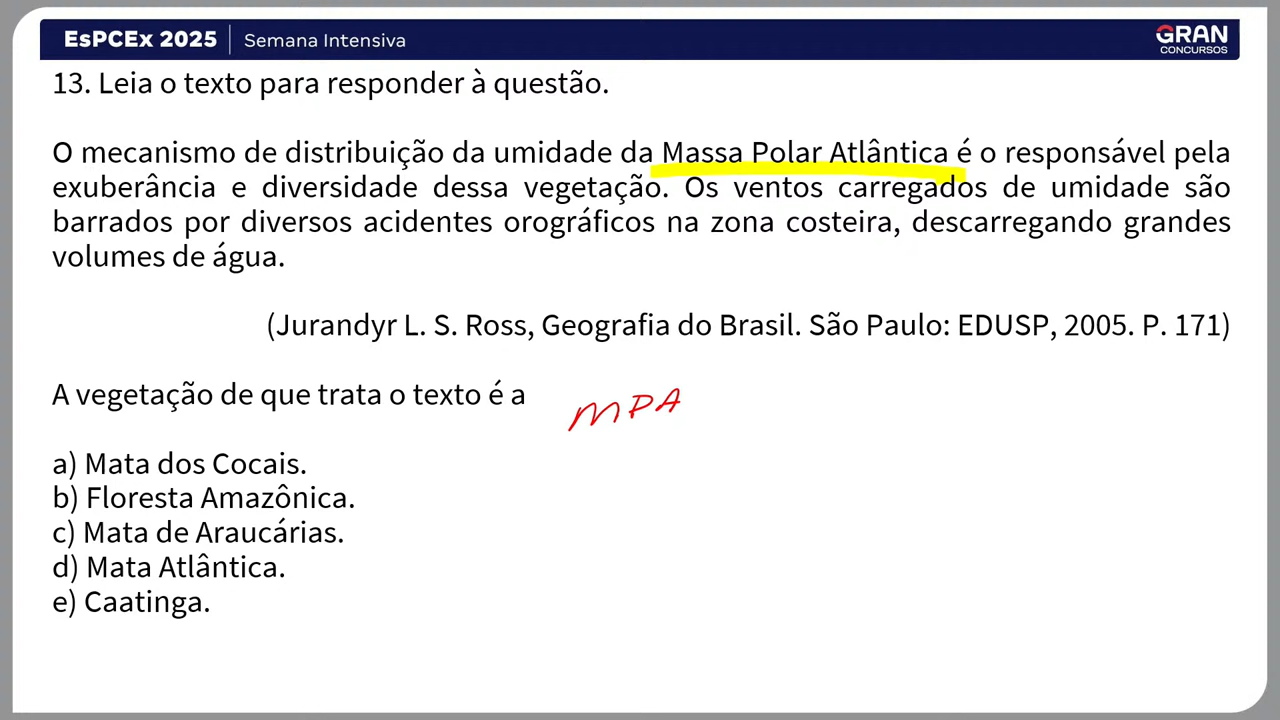 EsPCEx 2025 | Semana Intensiva
GRAN
CONCURSOS
13. Leia o texto para responder à questão.
O mecanismo de distribuição da umidade da Massa Polar Atlântica é o responsável pela
exuberância e diversidade dessa vegetação. Os ventos carregados de umidade são
barrados por diversos acidentes orográficos na zona costeira, descarregando grandes
volumes de água.
(Jurandyr L. S. Ross, Geografia do Brasil. São Paulo: EDUSP, 2005. P. 171)
A vegetação de que trata o texto é a
MPA
a) Mata dos Cocais.
b) Floresta Amazônica.
c) Mata de Araucárias.
d) Mata Atlântica.
e) Caatinga.